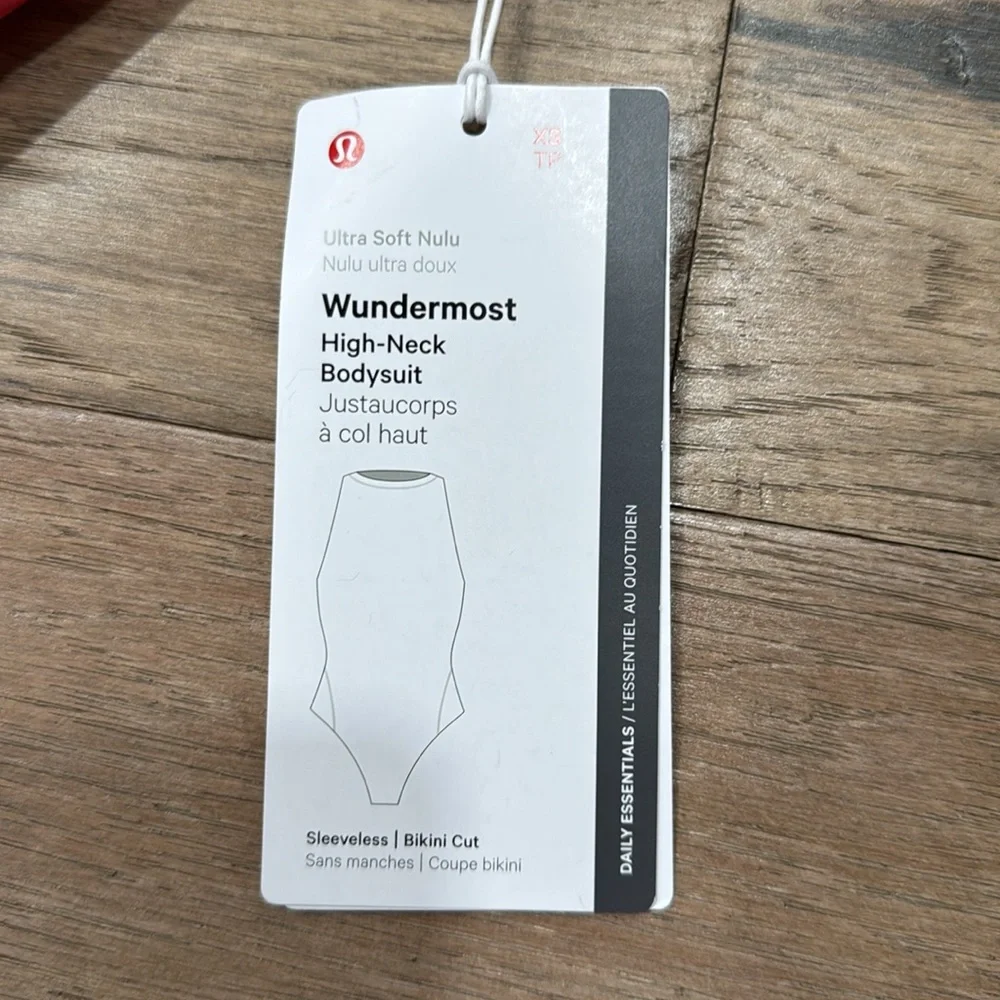 XS
TP
Ultra Soft Nulu
Nulu ultra doux
Wundermost
High-Neck
Bodysuit
Justaucorps
à col haut
Sleeveless | Bikini Cut
Sans manches | Coupe bikini
DAILY ESSENTIALS / L'ESSENTIEL AU QUOTIDIEN